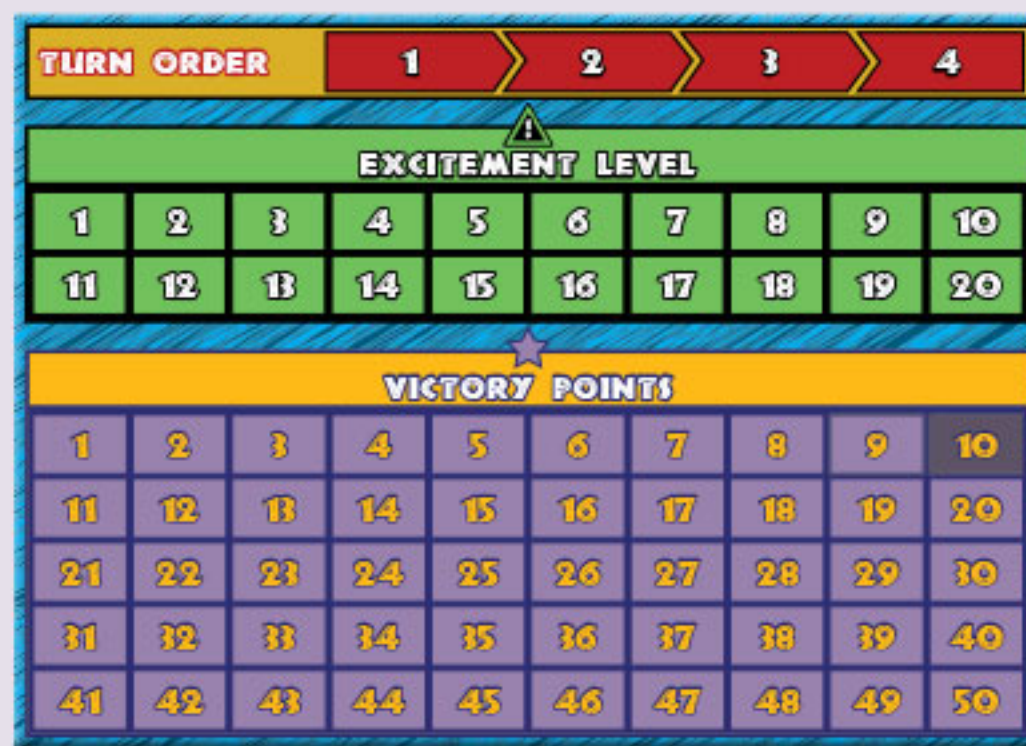 TURN ORDER 1 2 3 4
!
EXCITEMENT LEVEL
1 2 3 4 5 6 7 8 9 10
11 12 13 14 15 16 17 18 19 20
VICTORY POINTS
1 2 3 4 5 6 7 8 9 10
11 12 13 14 15 16 17 18 19 20
21 22 23 24 25 26 27 28 29 30
31 32 33 34 35 36 37 38 39 40
41 42 43 44 45 46 47 48 49 50